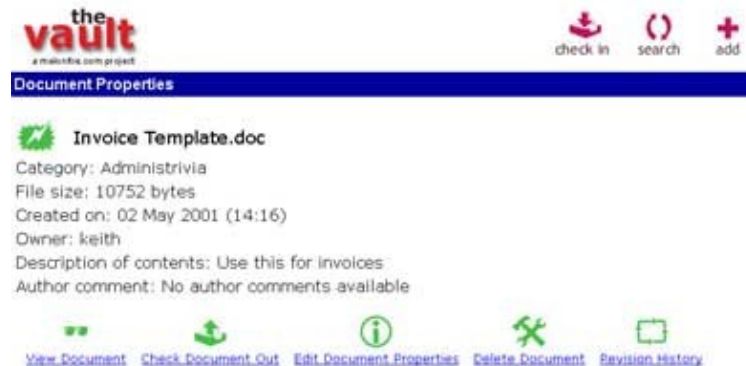 the
vault
a melonfire.com project
check in search add
Document Properties
Invoice Template.doc
Category: Administrivia
File size: 10752 bytes
Created on: 02 May 2001 (14:16)
Owner: keith
Description of contents: Use this for invoices
Author comment: No author comments available
View Document Check Document Out Edit Document Properties Delete Document Revision History